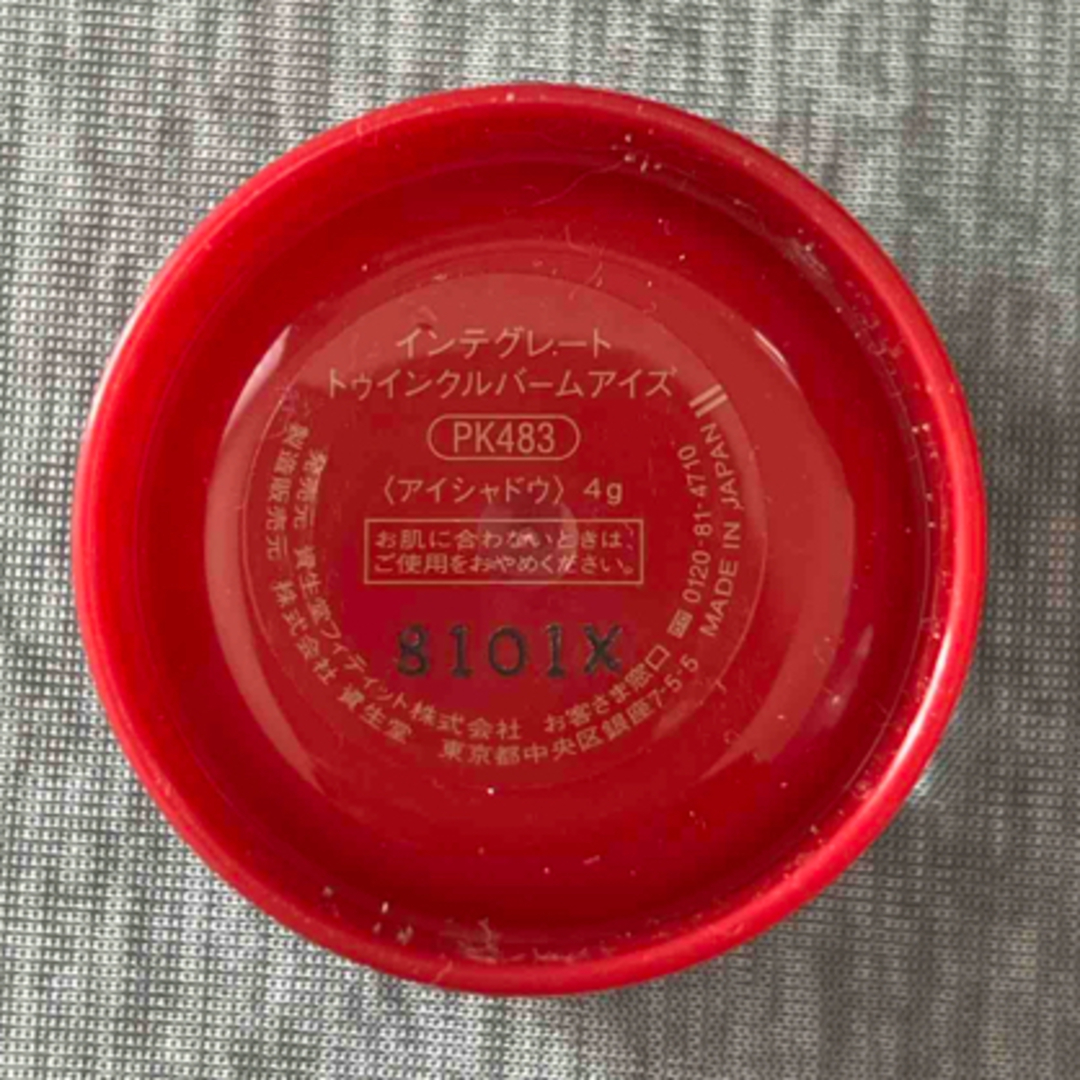 インテグレート
トゥインクルバームアイズ
PK483
〈アイシャドウ〉 4g
お肌に合わないときは、
ご使用をおやめください。
8101X
発売元 資生堂フィティット株式会社 お客さま窓口 0120-81-4710
製造販売元 株式会社 資生堂 東京都中央区銀座7-5-5 MADE IN JAPAN